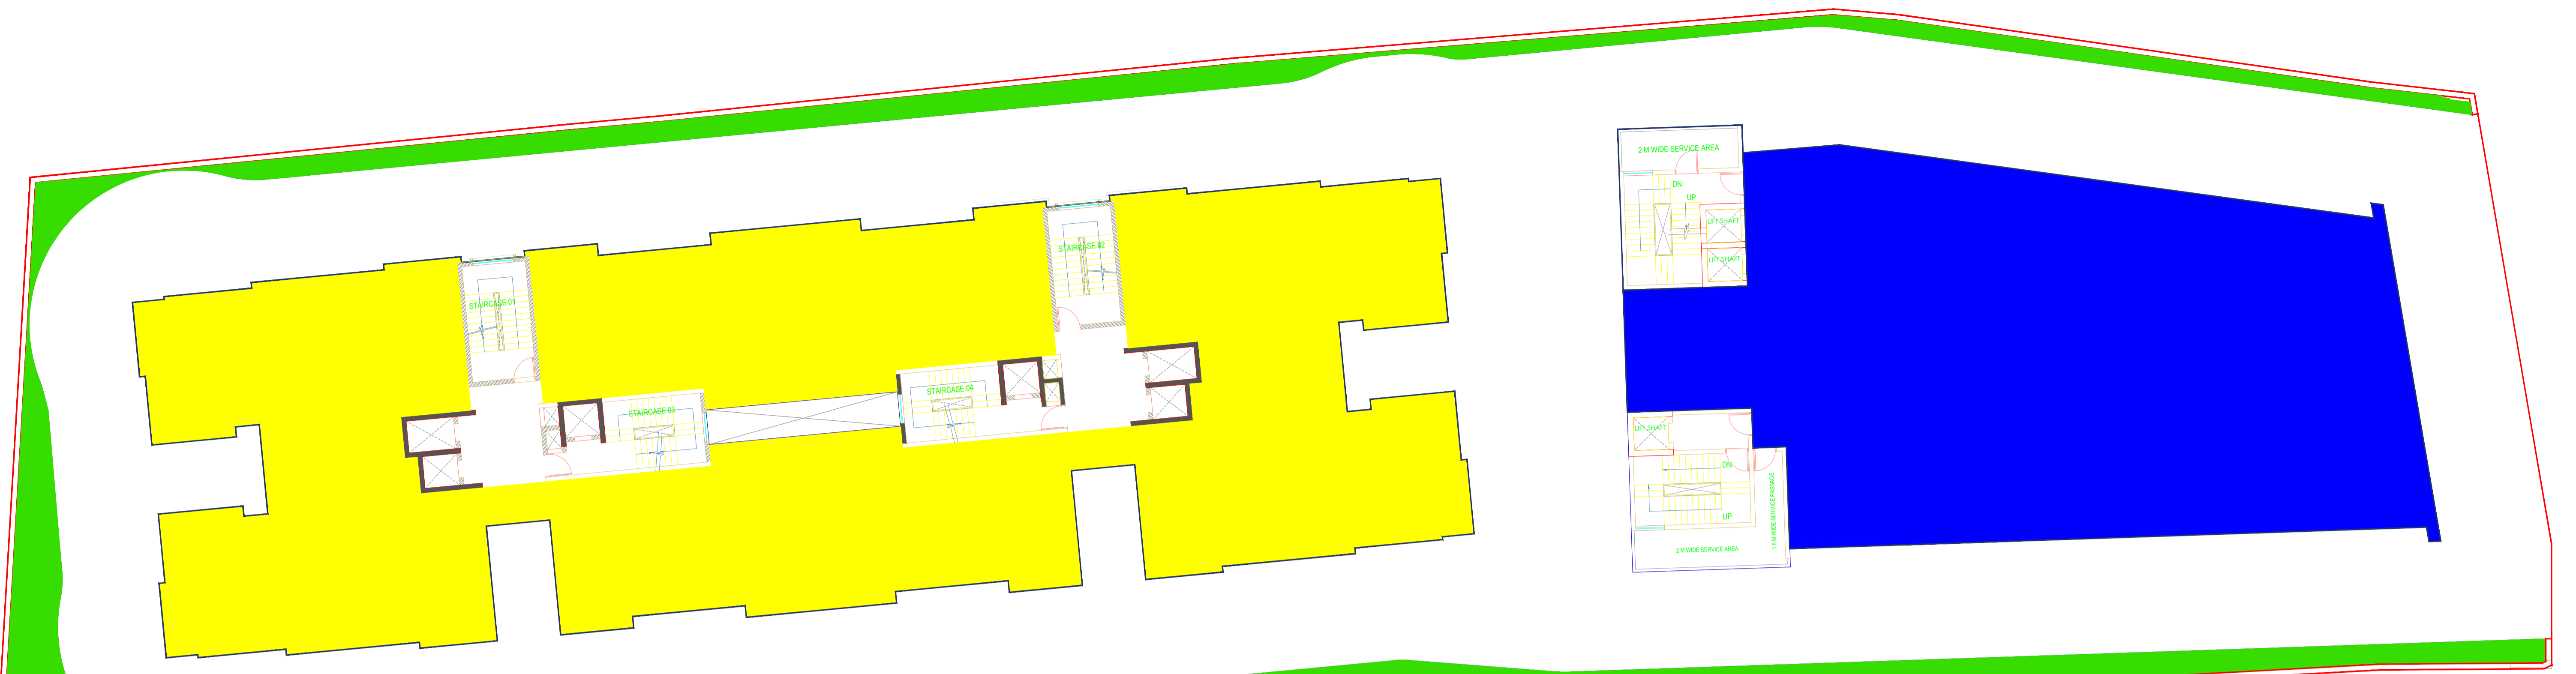 2 M WIDE SERVICE AREA
DN
UP
LIFT SHAFT
LIFT SHAFT
STAIRCASE 02
STAIRCASE 01
STAIRCASE 04
STAIRCASE 03
LIFT SHAFT
DN
UP
1.5 M WIDE SERVICE PASSAGE
2 M WIDE SERVICE AREA